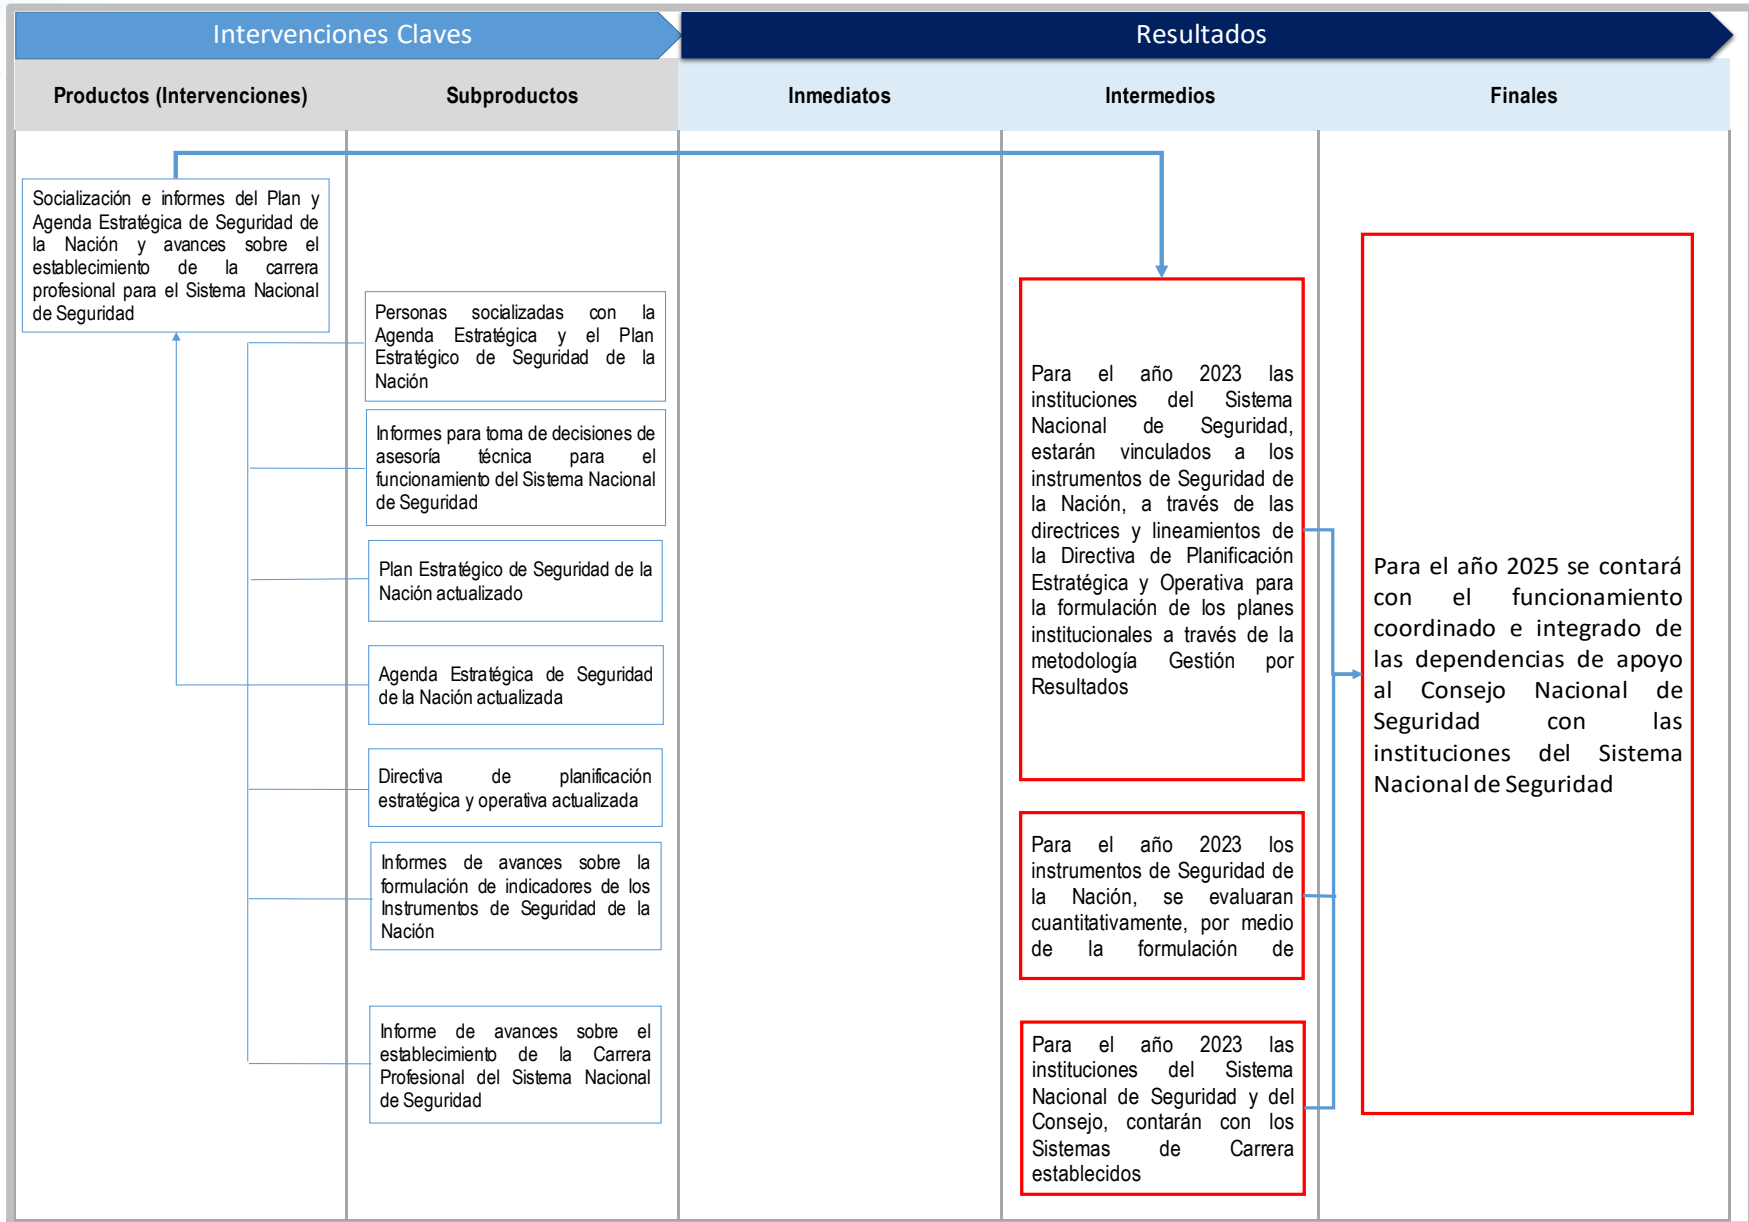 Intervenciones Claves
Resultados
Productos (Intervenciones)
Subproductos
Inmediatos
Intermedios
Finales
Socialización e informes del Plan y
Agenda Estratégica de Seguridad de
la Nación y avances sobre el
establecimiento de la carrera
profesional para el Sistema Nacional
de Seguridad
Personas socializadas con la
Agenda Estratégica y el Plan
Estratégico de Seguridad de la
Nación
Informes para toma de decisiones de
asesoría técnica para el
funcionamiento del Sistema Nacional
de Seguridad
Plan Estratégico de Seguridad de la
Nación actualizado
Agenda Estratégica de Seguridad
de la Nación actualizada
Directiva de planificación
estratégica y operativa actualizada
Informes de avances sobre la
formulación de indicadores de los
Instrumentos de Seguridad de la
Nación
Informe de avances sobre el
establecimiento de la Carrera
Profesional del Sistema Nacional
de Seguridad
Para el año 2023 las
instituciones del Sistema
Nacional de Seguridad,
estarán vinculados a los
instrumentos de Seguridad de
la Nación, a través de las
directrices y lineamientos de
la Directiva de Planificación
Estratégica y Operativa para
la formulación de los planes
institucionales a través de la
metodología Gestión por
Resultados
Para el año 2023 los
instrumentos de Seguridad de
la Nación, se evaluaran
cuantitativamente, por medio
de la formulación de
Para el año 2023 las
instituciones del Sistema
Nacional de Seguridad y del
Consejo, contarán con los
Sistemas de Carrera
establecidos
Para el año 2025 se contará
con el funcionamiento
coordinado e integrado de
las dependencias de apoyo
al Consejo Nacional de
Seguridad con las
instituciones del Sistema
Nacional de Seguridad